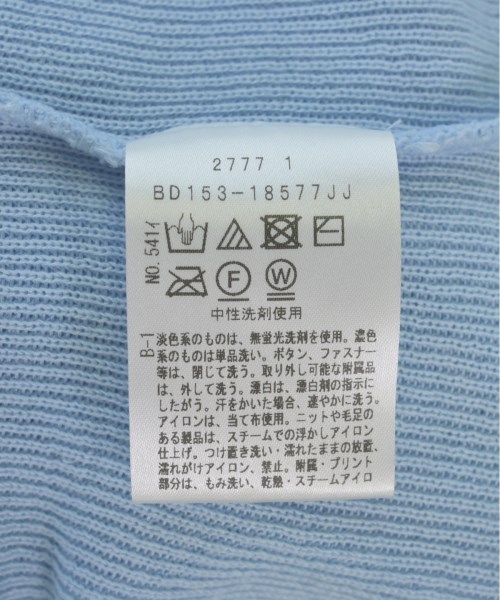 2777 1
BD153-18577JJ
NO.541イ
F
W
中性洗剤使用
B-1
淡色系のものは、無蛍光洗剤を使用。濃色
系のものは単品洗い。ボタン、ファスナー
等は、閉じて洗う。取り外し可能な附属品
は、外して洗う。漂白は、漂白剤の指示に
したがう。汗をかいた場合、速やかに洗う。
アイロンは、当て布使用。ニットや毛足の
ある製品は、スチームでの浮かしアイロン
仕上げ。つけ置き洗い・濡れたままの放置、
濡れがけアイロン、禁止。附属・プリント
部分は、もみ洗い、乾熱・スチームアイロ